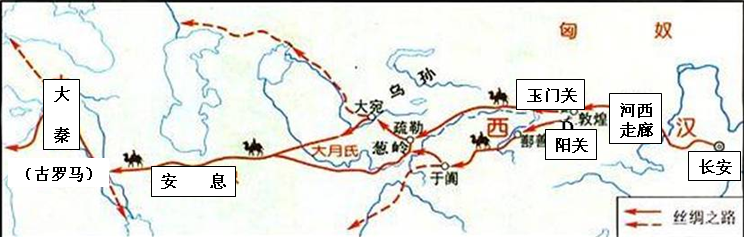 匈 奴
乌孙
大宛
玉门关
敦煌
河西
走廊
汉
大
秦
(古罗马)
疏勒
葱岭
西
鄯善
阳关
大月氏
于阗
长安
安 息
丝绸之路